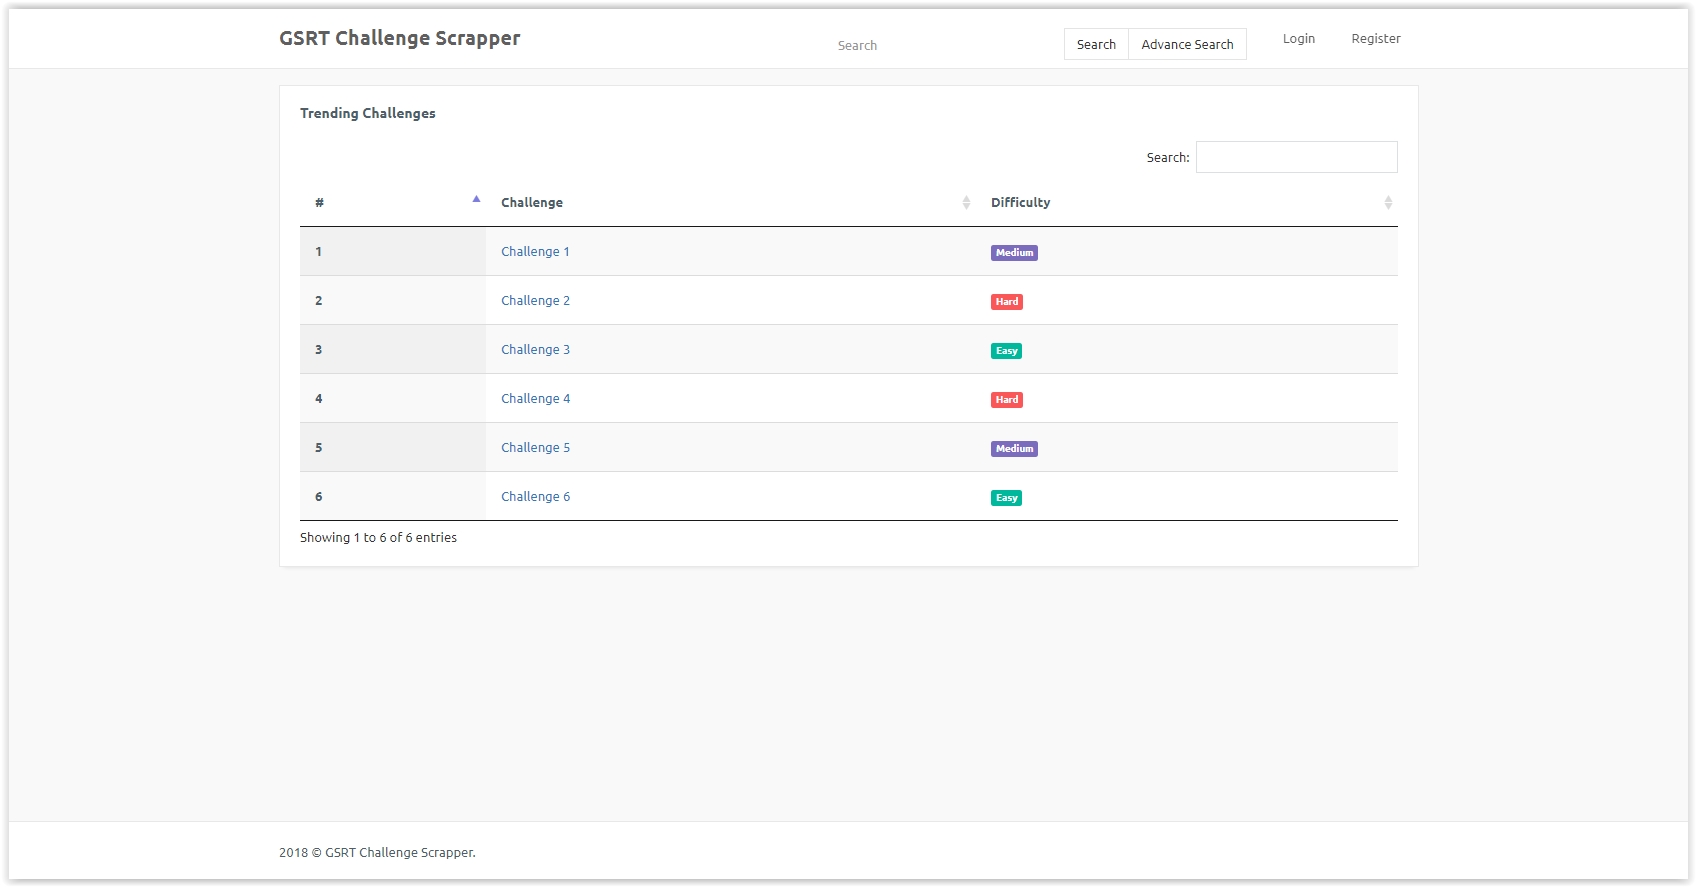 GSRT Challenge Scrapper
Search
Search
Advance Search
Login
Register
Trending Challenges
Search:
# Challenge Difficulty
1 Challenge 1 Medium
2 Challenge 2 Hard
3 Challenge 3 Easy
4 Challenge 4 Hard
5 Challenge 5 Medium
6 Challenge 6 Easy
Showing 1 to 6 of 6 entries
2018 © GSRT Challenge Scrapper.